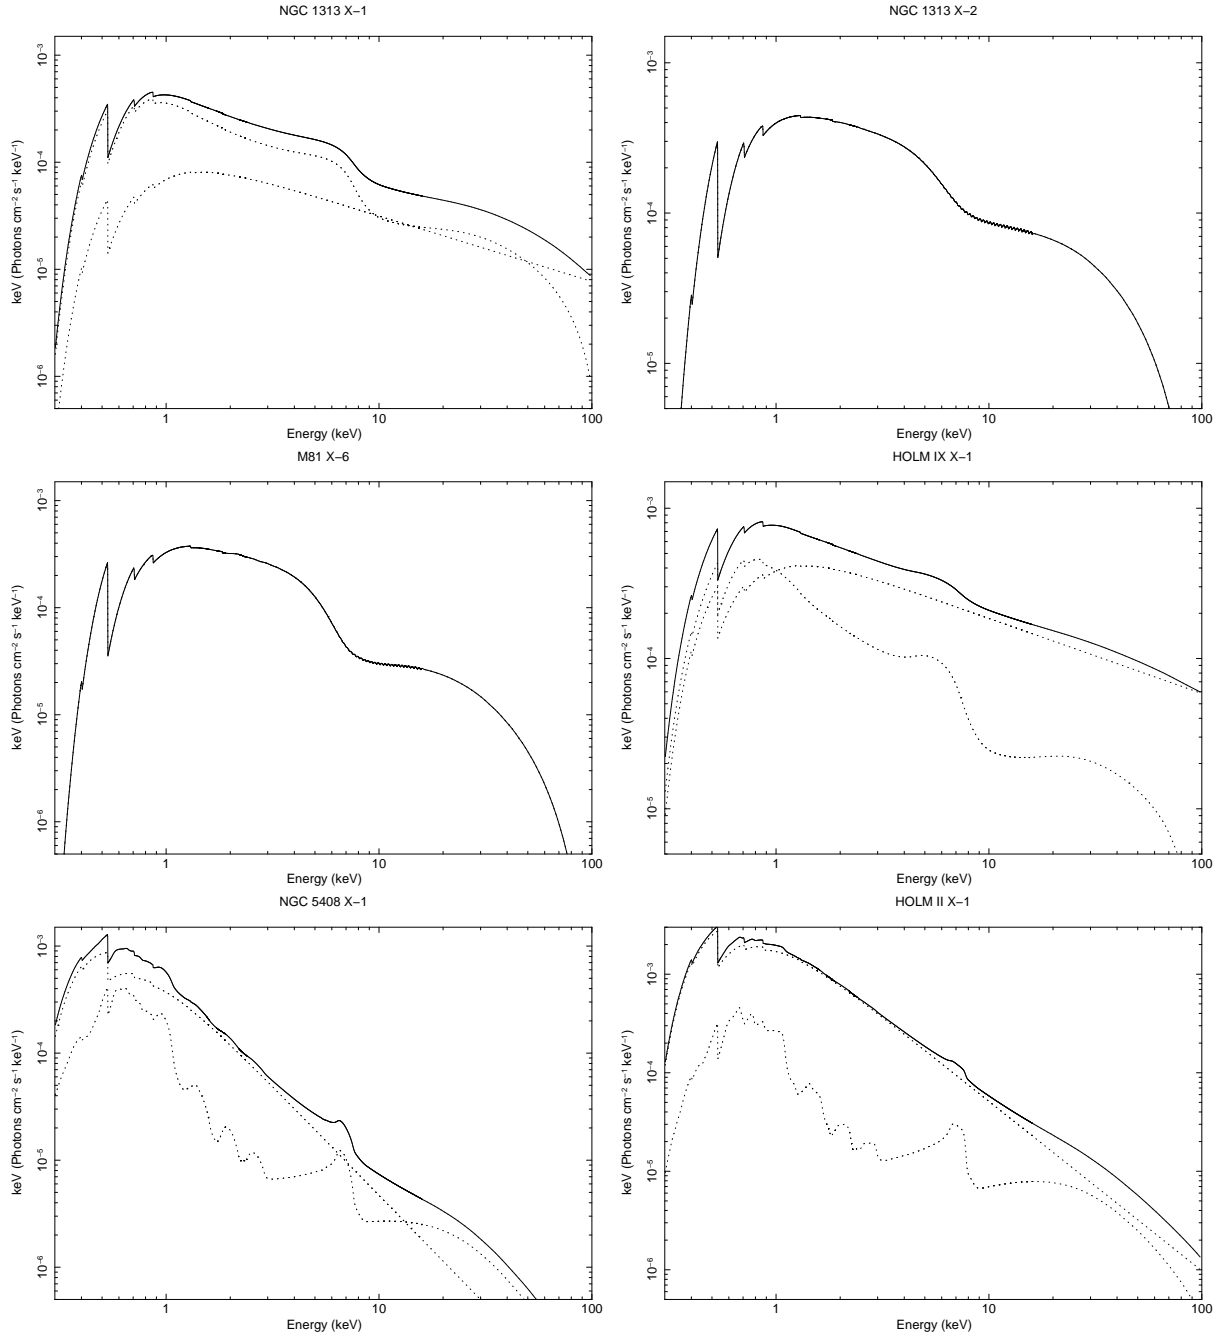 NGC 1313 X−1
10⁻³
10⁻⁴
10⁻⁵
10⁻⁶
keV (Photons cm⁻² s⁻¹ keV⁻¹)
1 10 100
Energy (keV)
NGC 1313 X−2
10⁻³
10⁻⁴
10⁻⁵
keV (Photons cm⁻² s⁻¹ keV⁻¹)
1 10 100
Energy (keV)
M81 X−6
10⁻³
10⁻⁴
10⁻⁵
10⁻⁶
keV (Photons cm⁻² s⁻¹ keV⁻¹)
1 10 100
Energy (keV)
HOLM IX X−1
10⁻³
10⁻⁴
10⁻⁵
keV (Photons cm⁻² s⁻¹ keV⁻¹)
1 10 100
Energy (keV)
NGC 5408 X−1
10⁻³
10⁻⁴
10⁻⁵
10⁻⁶
keV (Photons cm⁻² s⁻¹ keV⁻¹)
1 10 100
Energy (keV)
HOLM II X−1
10⁻³
10⁻⁴
10⁻⁵
10⁻⁶
keV (Photons cm⁻² s⁻¹ keV⁻¹)
1 10 100
Energy (keV)